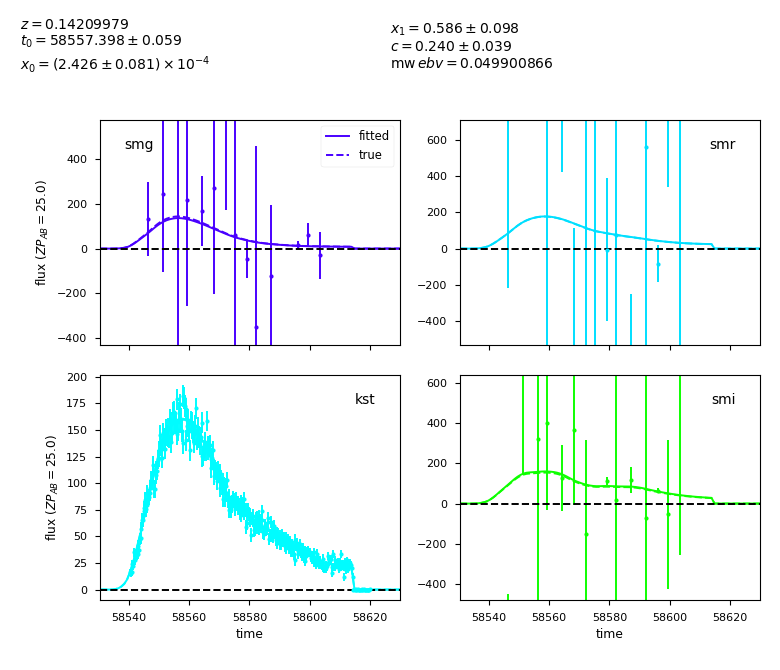 z = 0.14209979
t₀ = 58557.398 ± 0.059
x₀ = (2.426 ± 0.081) × 10⁻⁴
x₁ = 0.586 ± 0.098
c = 0.240 ± 0.039
mw ebv = 0.049900866
smg
fitted
true
400
200
0
−200
−400
flux (ZP_AB = 25.0)
smr
600
400
200
0
−200
−400
kst
200
175
150
125
100
75
50
25
0
flux (ZP_AB = 25.0)
58540 58560 58580 58600 58620
time
smi
600
400
200
0
−200
−400
58540 58560 58580 58600 58620
time